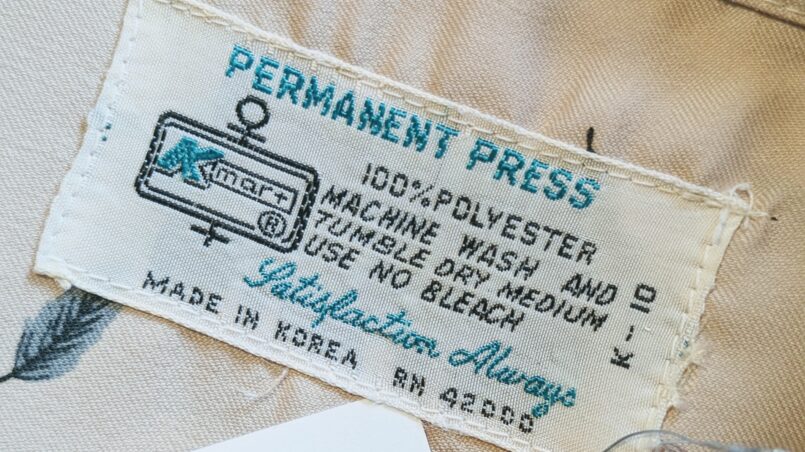 PERMANENT PRESS
Kmart ®
100% POLYESTER
MACHINE WASH AND
TUMBLE DRY MEDIUM
USE NO BLEACH
Satisfaction Always
MADE IN KOREA RN 42000
K-10